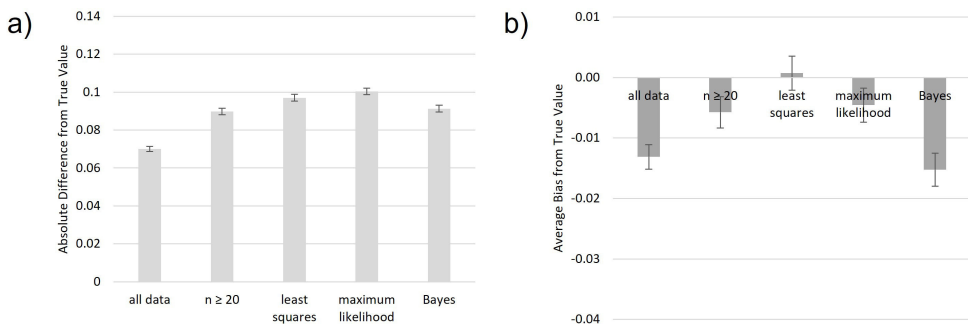 a)
Absolute Difference from True Value
0.14
0.12
0.1
0.08
0.06
0.04
0.02
0
all data
n ≥ 20
least
squares
maximum
likelihood
Bayes
b)
Average Bias from True Value
0.01
0.00
-0.01
-0.02
-0.03
-0.04
all data
n ≥ 20
least
squares
maximum
likelihood
Bayes